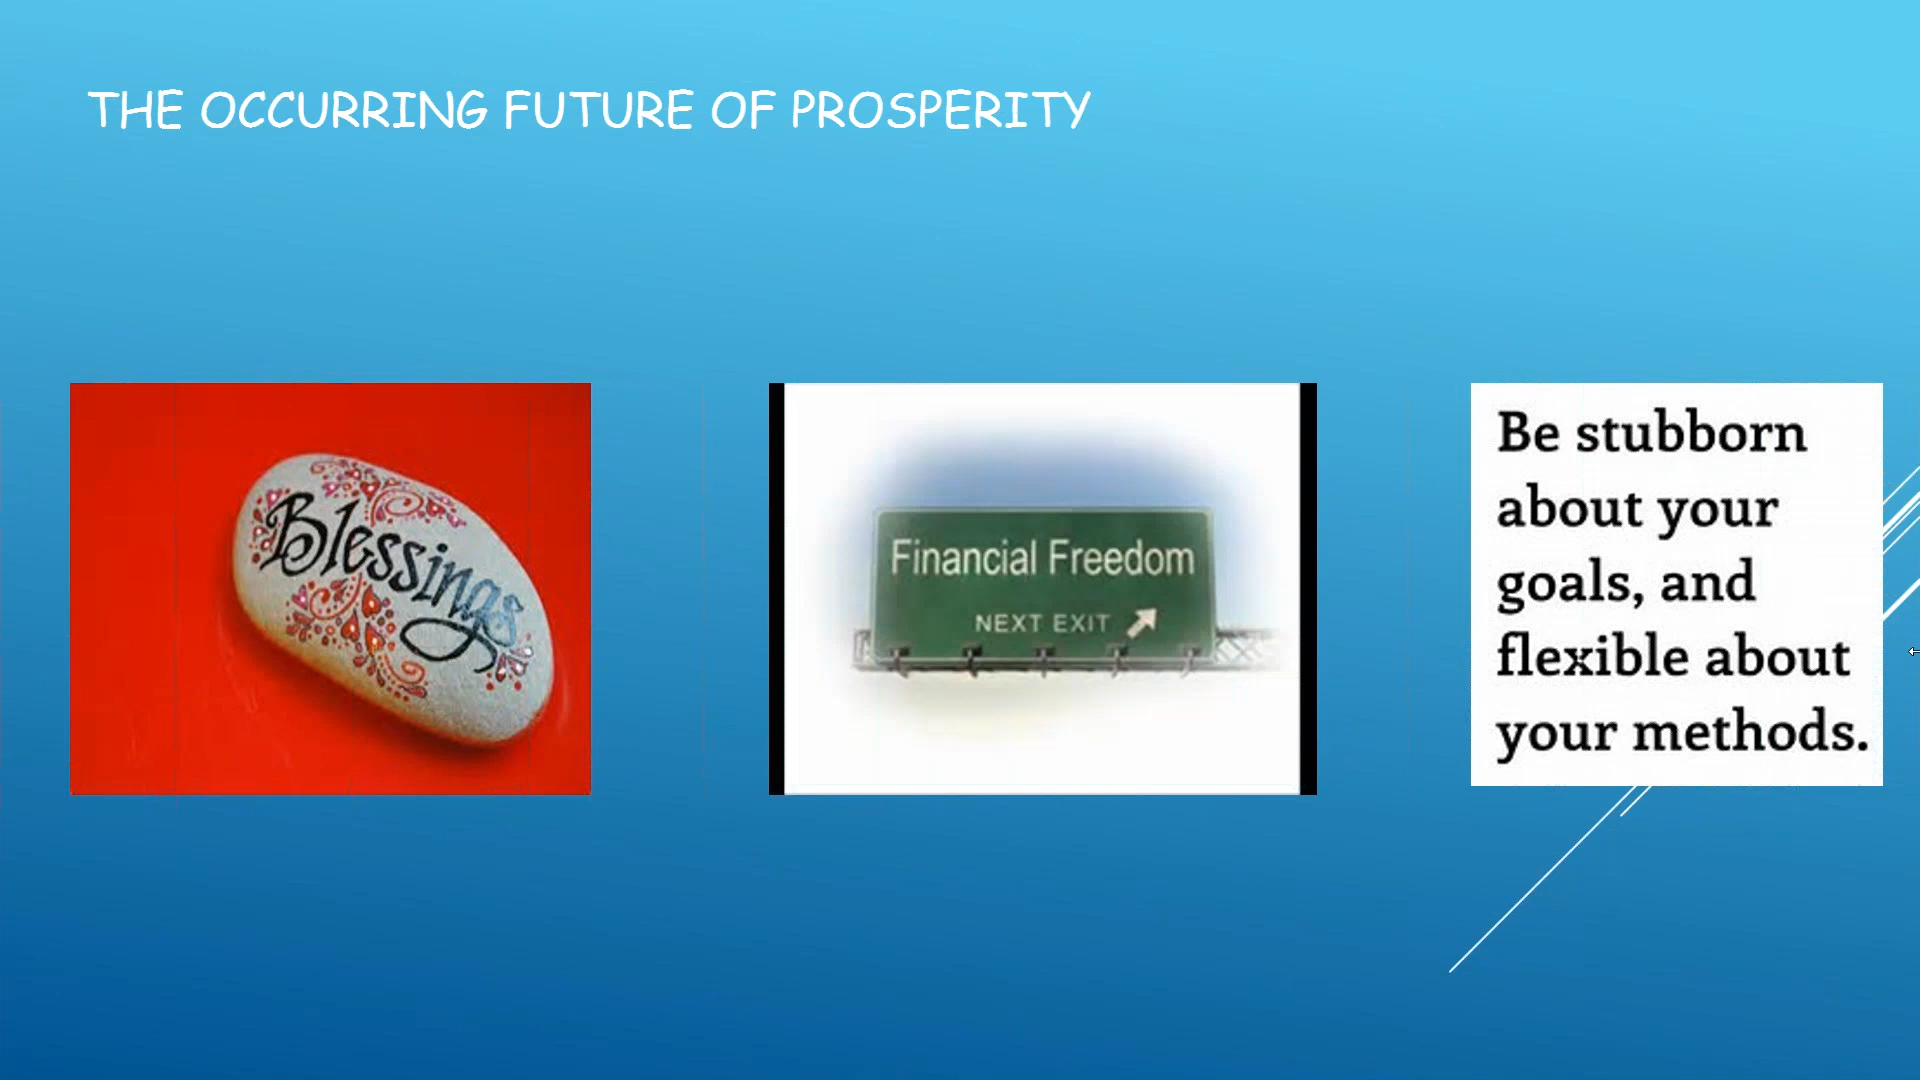 THE OCCURRING FUTURE OF PROSPERITY
Blessings
Financial Freedom
NEXT EXIT
Be stubborn
about your
goals, and
flexible about
your methods.